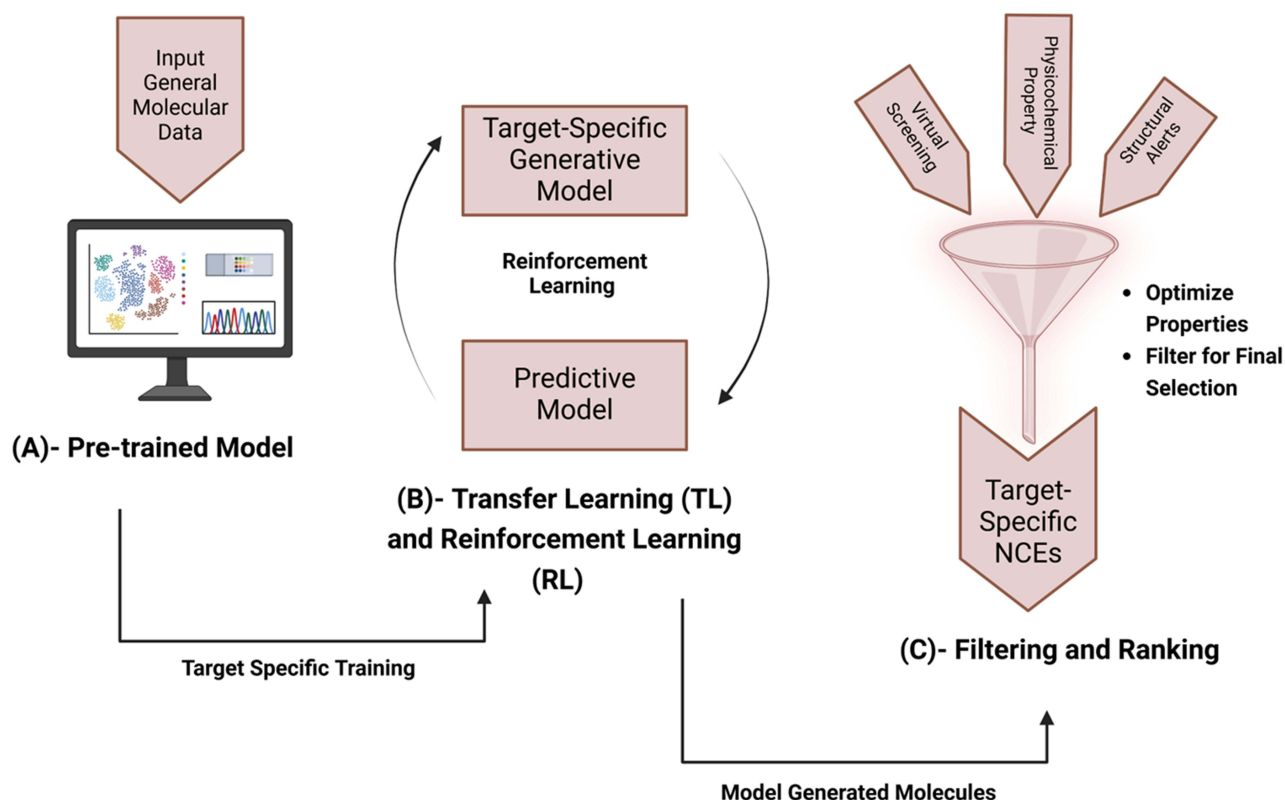 Input
General
Molecular
Data
(A)- Pre-trained Model
Target Specific Training
Target-Specific
Generative
Model
Reinforcement
Learning
Predictive
Model
(B)- Transfer Learning (TL)
and Reinforcement Learning
(RL)
Model Generated Molecules
Virtual
Screening
Physicochemical
Property
Structural
Alerts
• Optimize
Properties
• Filter for Final
Selection
Target-
Specific
NCEs
(C)- Filtering and Ranking